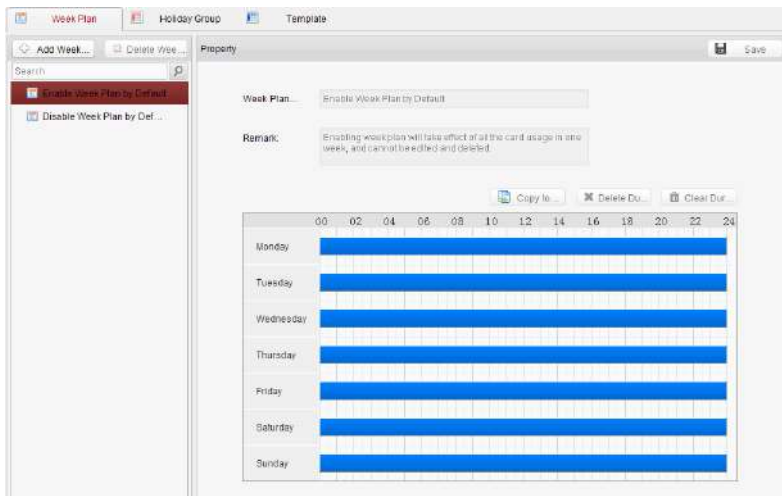 Week Plan Holiday Group Template
Add Week... Delete Wee... Property Save
Search
Enable Week Plan by Default
Disable Week Plan by Def...
Week Plan... Enable Week Plan by Default
Remark: Enabling week plan will take effect of all the card usage in one
week, and cannot be edited and deleted.
Copy to... Delete Du... Clear Dur...
00 02 04 06 08 10 12 14 16 18 20 22 24
Monday
Tuesday
Wednesday
Thursday
Friday
Saturday
Sunday